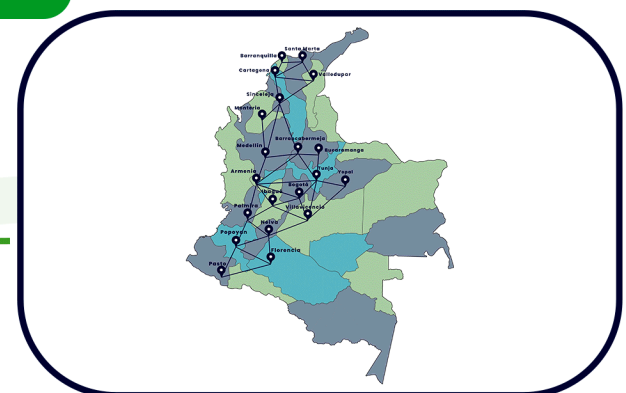 Santa Marta
Barranquilla
Cartagena
Valledupar
Sincelejo
Montería
Barrancabermeja
Medellín
Bucaramanga
Tunja
Armenia
Yopal
Bogotá
Ibagué
Palmira
Villavicencio
Neiva
Popayan
Florencia
Pasto